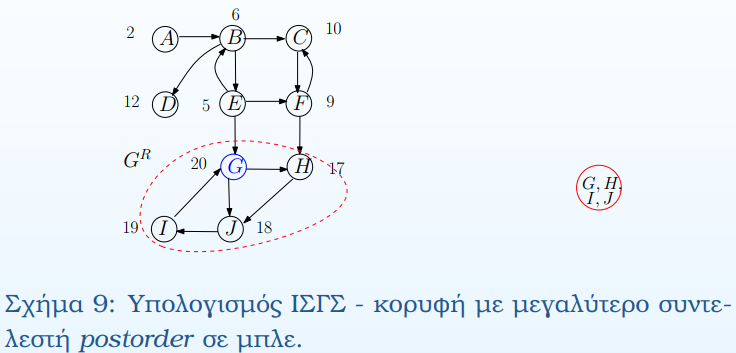 6
2 A B C 10
12 D 5 E F 9
G^R 20 G H 17
G, H,
I, J
19 I J 18
Σχήμα 9: Υπολογισμός ΙΣΓΣ - κορυφή με μεγαλύτερο συντε-
λεστή postorder σε μπλε.